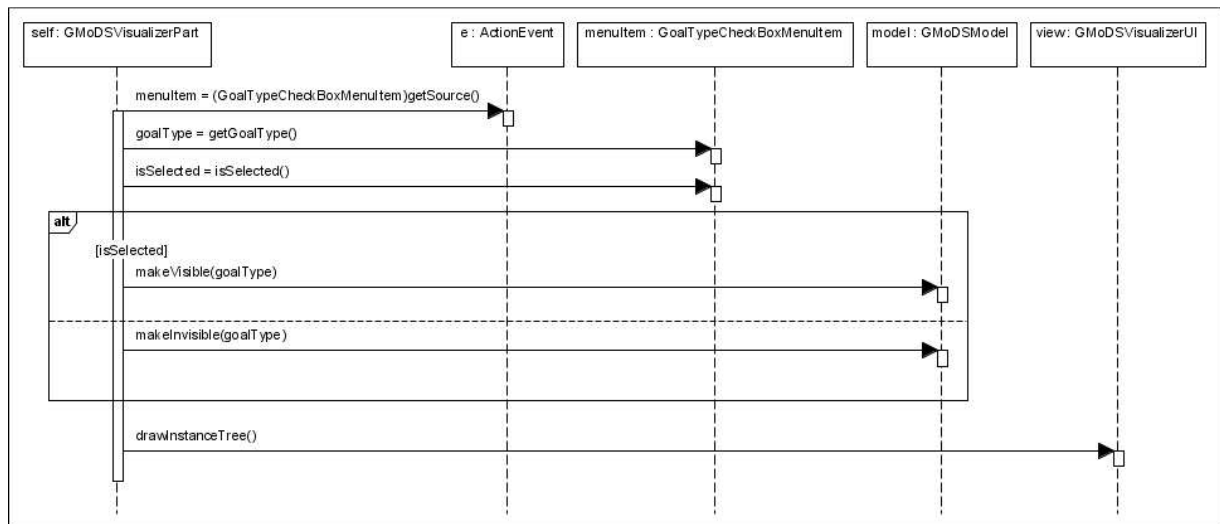 self : GMoDSVisualizerPart
e : ActionEvent
menuItem : GoalTypeCheckBoxMenuItem
model : GMoDSModel
view: GMoDSVisualizerUI
menuItem = (GoalTypeCheckBoxMenuItem)getSource()
goalType = getGoalType()
isSelected = isSelected()
alt
[isSelected]
makeVisible(goalType)
makeInvisible(goalType)
drawInstanceTree()